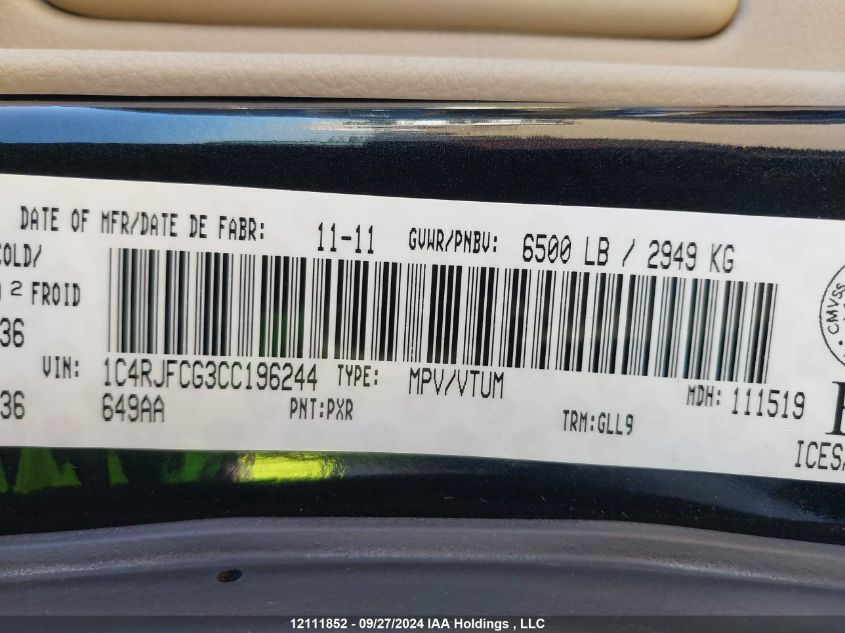 DATE OF MFR/DATE DE FABR: 11-11 GVWR/PNBV: 6500 LB / 2949 KG
COLD/
2 FROID
36
VIN: 1C4RJFCG3CC196244 TYPE: MPV/VTUM MDH: 111519
36 649AA PNT:PXR TRM:GLL9
CMVSS
ICES
12111852 - 09/27/2024 IAA Holdings , LLC